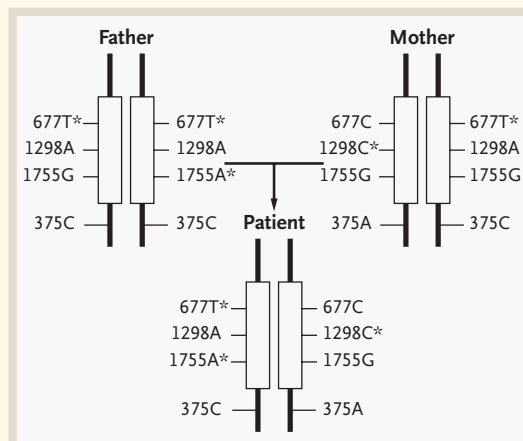 Father Mother
677T* 677T* 677C 677T*
1298A 1298A 1298C* 1298A
1755G 1755A* 1755G 1755G
375C 375C 375A 375C
Patient
677T* 677C
1298A 1298C*
1755A* 1755G
375C 375A